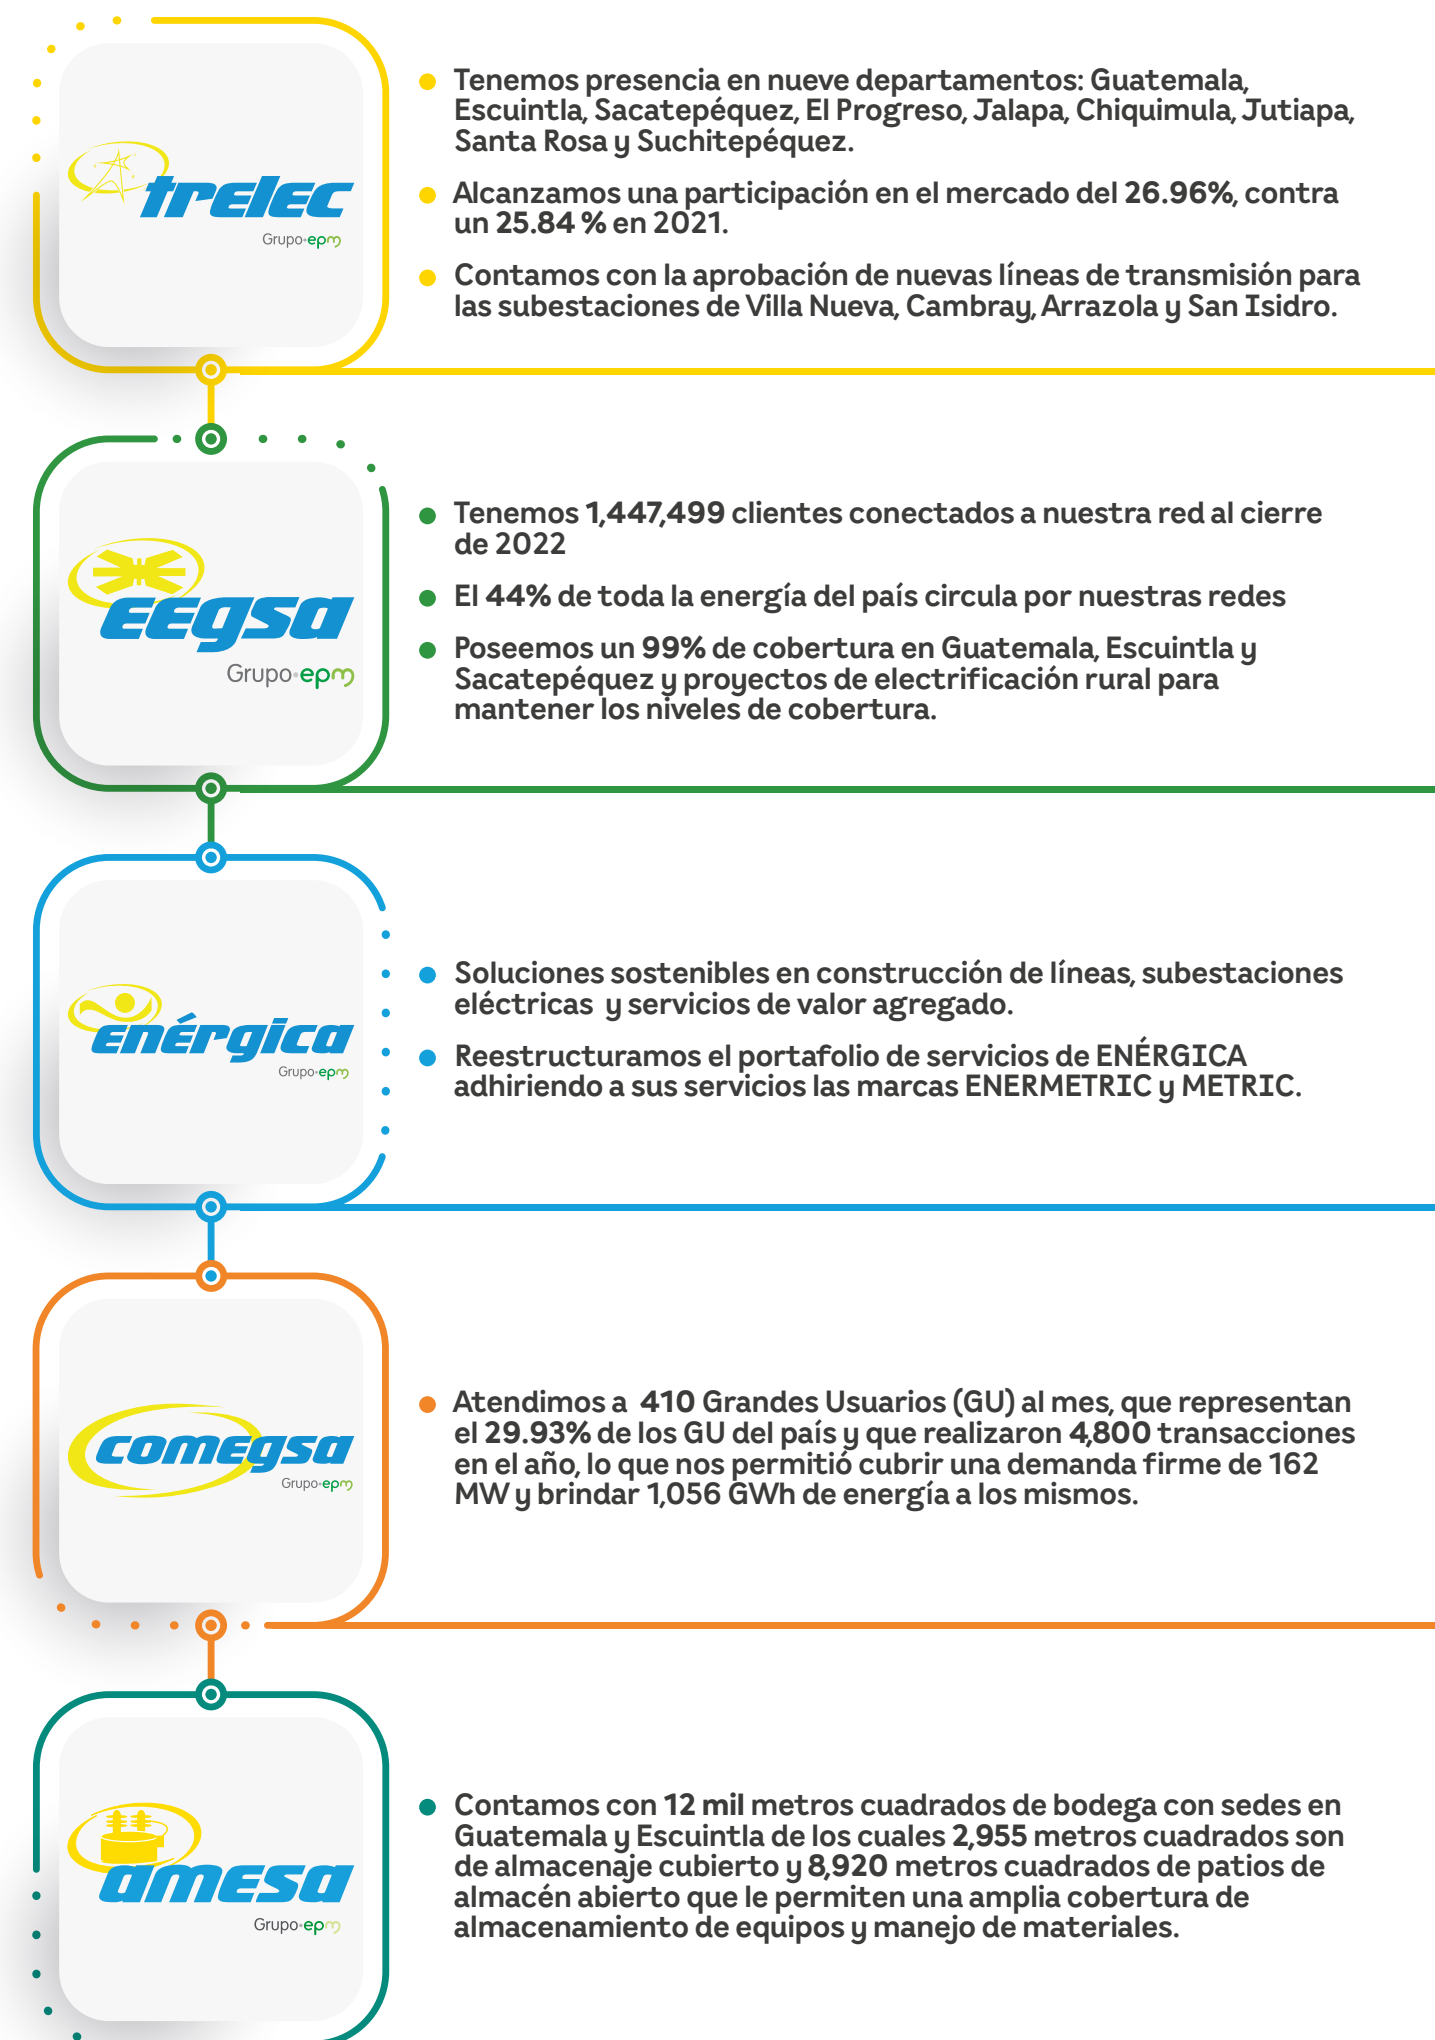 trelec
Grupo·epm
Tenemos presencia en nueve departamentos: Guatemala,
Escuintla, Sacatepéquez, El Progreso, Jalapa, Chiquimula, Jutiapa,
Santa Rosa y Suchitepéquez.
Alcanzamos una participación en el mercado del 26.96%, contra
un 25.84 % en 2021.
Contamos con la aprobación de nuevas líneas de transmisión para
las subestaciones de Villa Nueva, Cambray, Arrazola y San Isidro.
eegsa
Grupo·epm
Tenemos 1,447,499 clientes conectados a nuestra red al cierre
de 2022
El 44% de toda la energía del país circula por nuestras redes
Poseemos un 99% de cobertura en Guatemala, Escuintla y
Sacatepéquez y proyectos de electrificación rural para
mantener los niveles de cobertura.
enérgica
Grupo·epm
Soluciones sostenibles en construcción de líneas, subestaciones
eléctricas  y servicios de valor agregado.
Reestructuramos el portafolio de servicios de ENÉRGICA
adhiriendo a sus servicios las marcas ENERMETRIC y METRIC.
comegsa
Grupo·epm
Atendimos a  410 Grandes Usuarios (GU) al mes, que representan
el 29.93% de los GU del país y que realizaron 4,800 transacciones
en el año, lo que nos permitió cubrir una demanda firme de 162
MW y brindar 1,056 GWh de energía a los mismos.
amesa
Grupo·epm
Contamos con 12 mil metros cuadrados de bodega con sedes en
Guatemala y Escuintla de los cuales 2,955 metros cuadrados son
de almacenaje cubierto y 8,920 metros cuadrados de patios de
almacén abierto que le permiten una amplia cobertura de
almacenamiento de equipos y manejo de materiales.